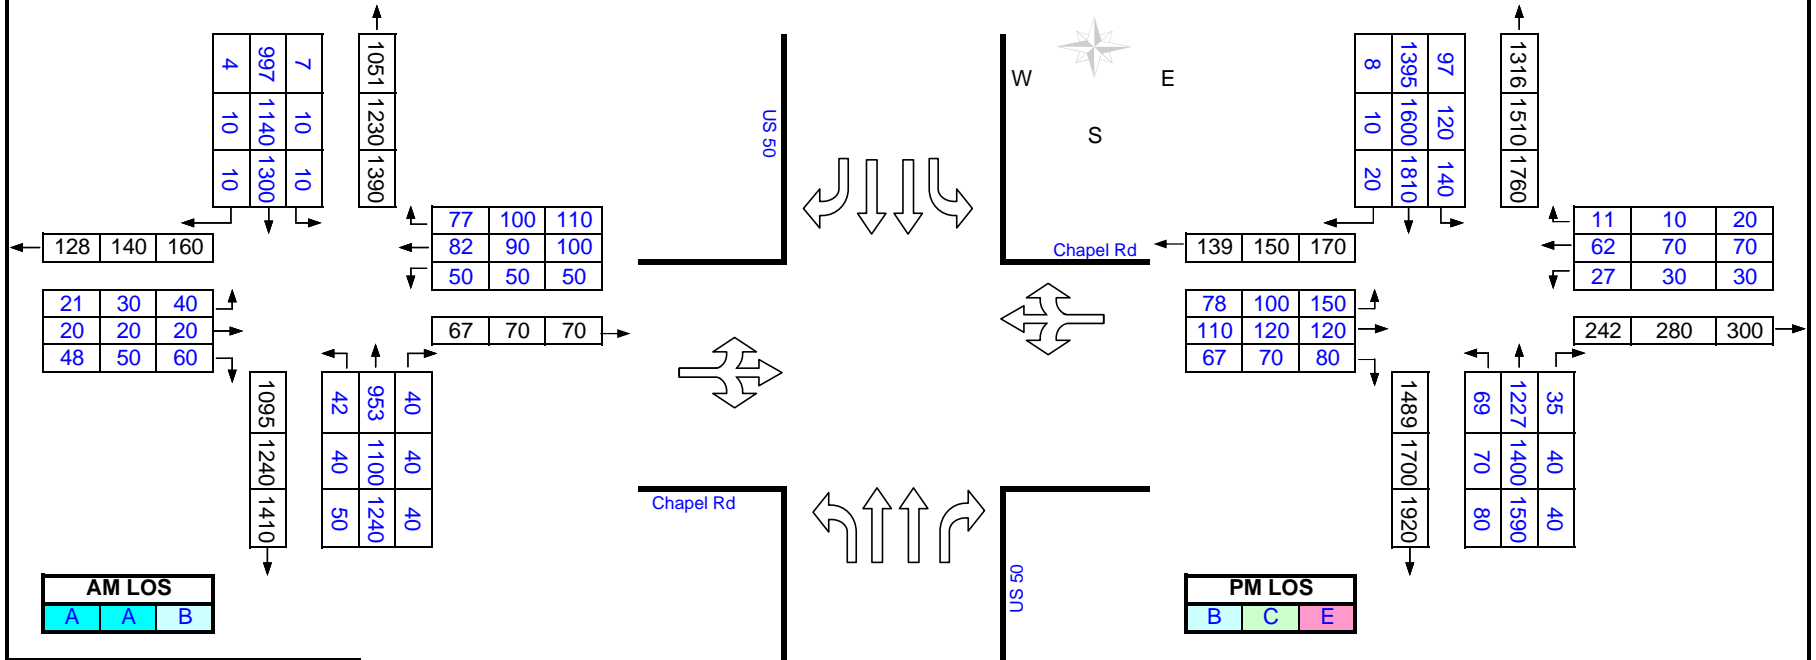 4 997 7
10 1140 10
10 1300 10
1051 1230 1390
128 140 160
77 100 110
82 90 100
50 50 50
21 30 40
20 20 20
48 50 60
67 70 70
1095 1240 1410
42 953 40
40 1100 40
50 1240 40
AM LOS
A A B
US 50
W E
S
Chapel Rd
Chapel Rd
US 50
8 1395 97
10 1600 120
20 1810 140
1316 1510 1760
139 150 170
11 10 20
62 70 70
27 30 30
78 100 150
110 120 120
67 70 80
242 280 300
1489 1700 1920
69 1227 35
70 1400 40
80 1590 40
PM LOS
B C E